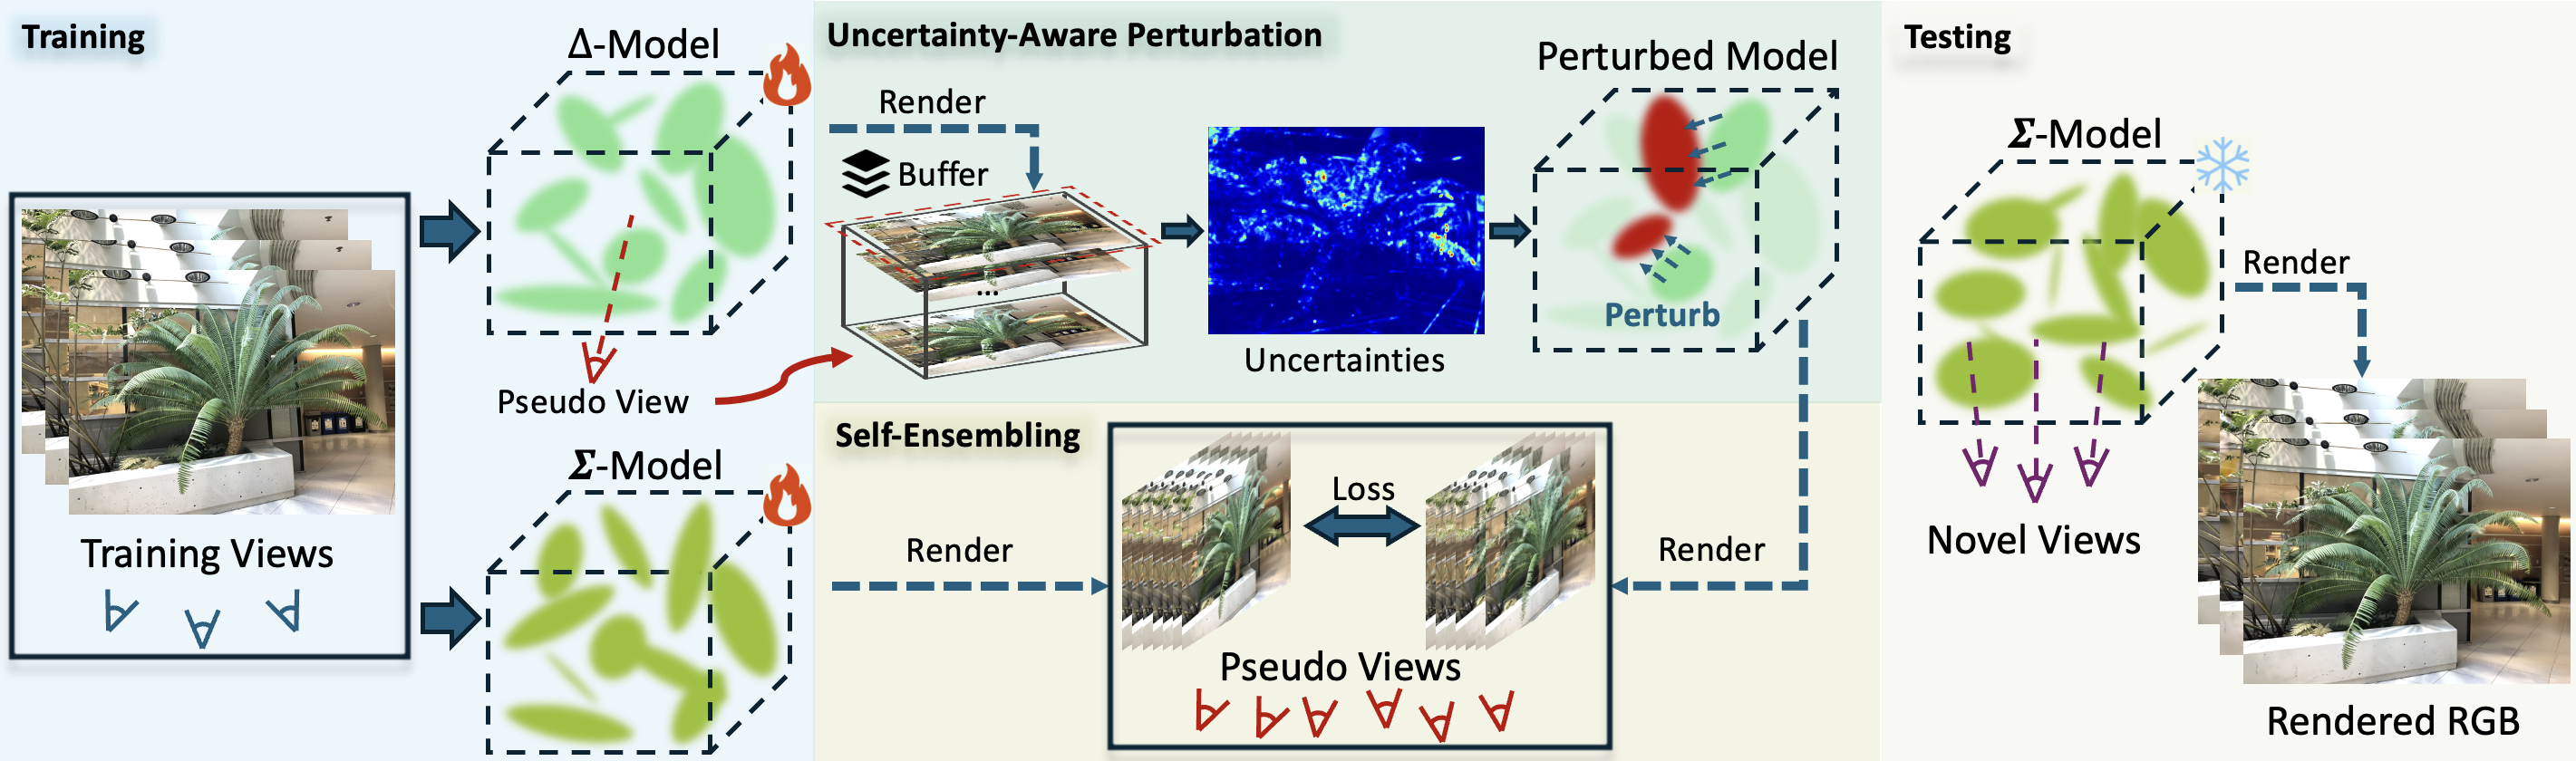 Training
Δ-Model
Pseudo View
Training Views
Σ-Model
Uncertainty-Aware Perturbation
Render
Buffer
...
Uncertainties
Perturbed Model
Perturb
Self-Ensembling
Render
Loss
Render
Pseudo Views
Testing
Σ-Model
Render
Novel Views
Rendered RGB